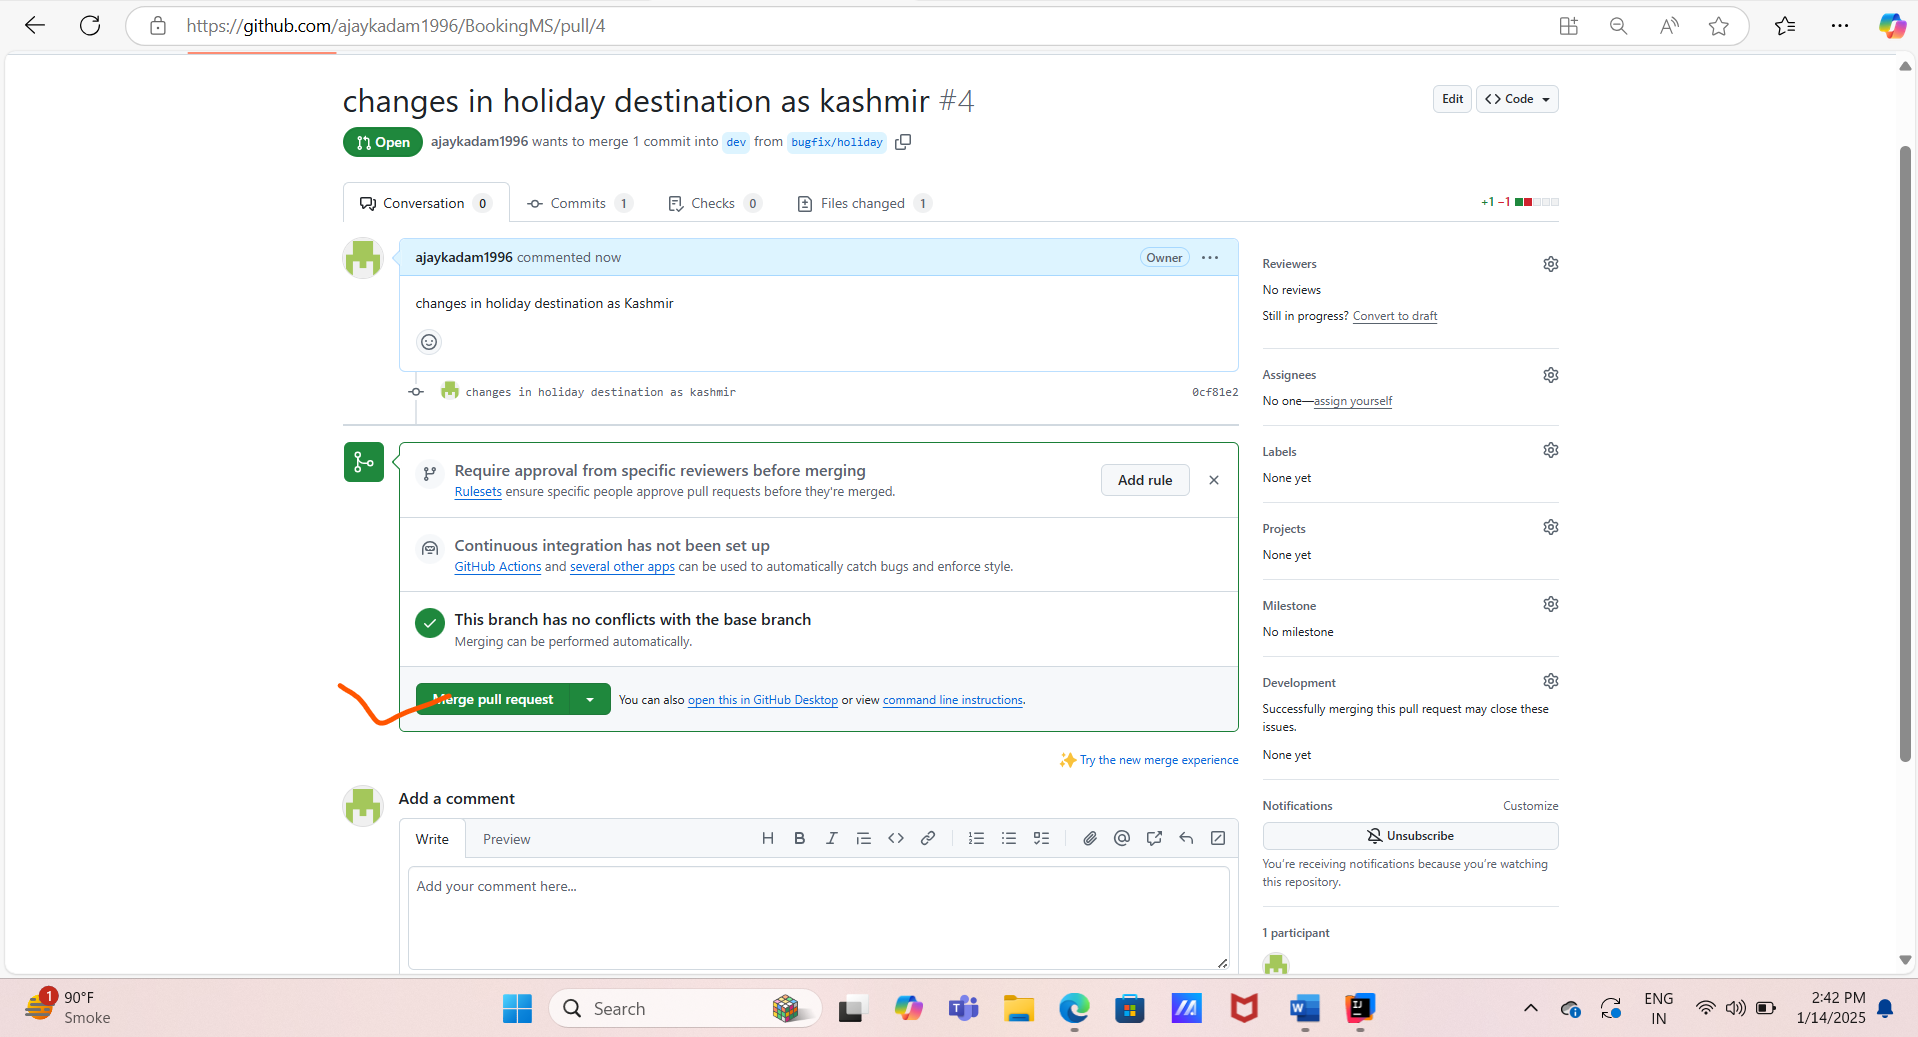 https://github.com/ajaykadam1996/BookingMS/pull/4
changes in holiday destination as kashmir #4
Edit
Code
Open
ajaykadam1996 wants to merge 1 commit into dev from bugfix/holiday
Conversation 0
Commits 1
Checks 0
Files changed 1
+1 −1
ajaykadam1996 commented now
Owner
changes in holiday destination as Kashmir
changes in holiday destination as kashmir
0cf81e2
Require approval from specific reviewers before merging
Rulesets ensure specific people approve pull requests before they're merged.
Add rule
Continuous integration has not been set up
GitHub Actions and several other apps can be used to automatically catch bugs and enforce style.
This branch has no conflicts with the base branch
Merging can be performed automatically.
Merge pull request
You can also open this in GitHub Desktop or view command line instructions.
Try the new merge experience
Add a comment
Write
Preview
Add your comment here...
Reviewers
No reviews
Still in progress? Convert to draft
Assignees
No one—assign yourself
Labels
None yet
Projects
None yet
Milestone
No milestone
Development
Successfully merging this pull request may close these
issues.
None yet
Notifications
Customize
Unsubscribe
You're receiving notifications because you're watching
this repository.
1 participant
1
90°F
Smoke
Search
ENG
IN
2:42 PM
1/14/2025